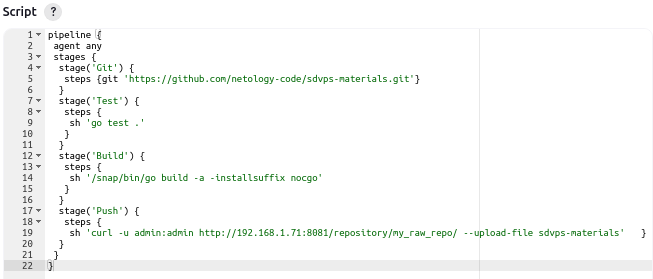 Script ?
1 pipeline {
2 agent any
3 stages {
4 stage('Git') {
5 steps {git 'https://github.com/netology-code/sdvps-materials.git'}
6 }
7 stage('Test') {
8 steps {
9 sh 'go test .'
10 }
11 }
12 stage('Build') {
13 steps {
14 sh '/snap/bin/go build -a -installsuffix nocgo'
15 }
16 }
17 stage('Push') {
18 steps {
19 sh 'curl -u admin:admin http://192.168.1.71:8081/repository/my_raw_repo/ --upload-file sdvps-materials' }
20 }
21 }
22 }